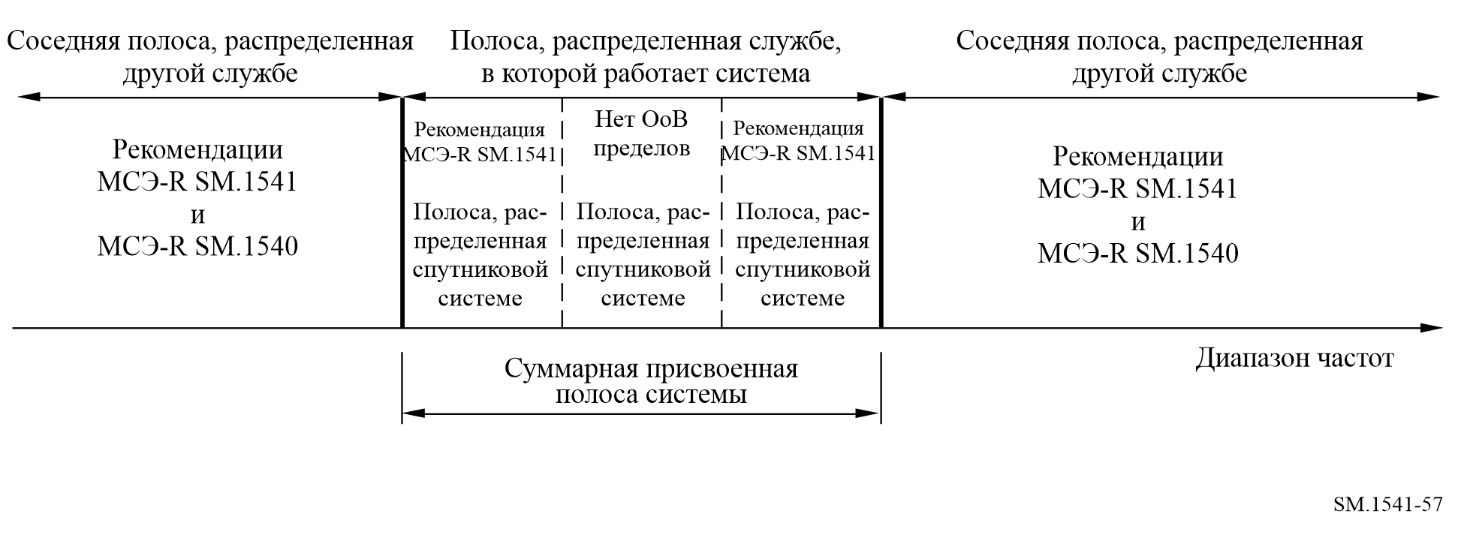 Соседняя полоса, распределенная
другой службе
Полоса, распределенная службе,
в которой работает система
Соседняя полоса, распределенная
другой службе
Рекомендации
МСЭ-R SM.1541
и
МСЭ-R SM.1540
Рекомендация
МСЭ-R SM.1541
Нет ОоВ
пределов
Рекомендация
МСЭ-R SM.1541
Полоса, рас-
пределенная
спутниковой
системе
Полоса, рас-
пределенная
спутниковой
системе
Полоса, рас-
пределенная
спутниковой
системе
Рекомендации
МСЭ-R SM.1541
и
МСЭ-R SM.1540
Диапазон частот
Суммарная присвоенная
полоса системы
SM.1541-57